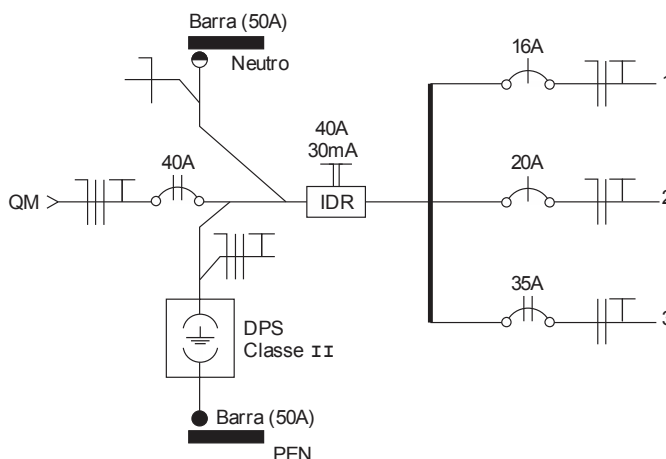 Barra (50A)
Neutro
16A
1
40A
30mA
40A
20A
QM
IDR
2
35A
3
DPS
Classe II
Barra (50A)
PEN